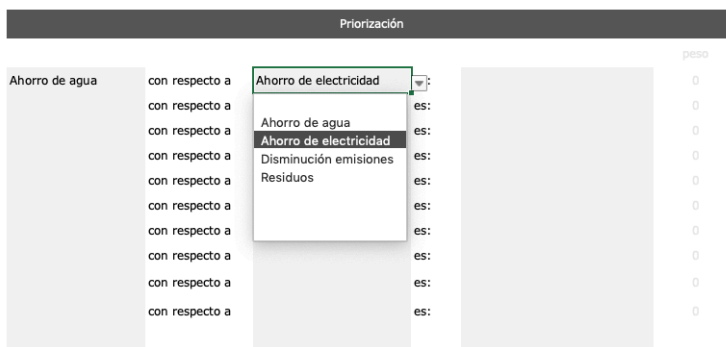 Priorización
peso
Ahorro de agua con respecto a Ahorro de electricidad : 0
con respecto a es: 0
Ahorro de agua
con respecto a es: 0
Ahorro de electricidad
con respecto a Disminución emisiones es: 0
con respecto a Residuos es: 0
con respecto a es: 0
con respecto a es: 0
con respecto a es: 0
con respecto a es: 0
con respecto a es: 0